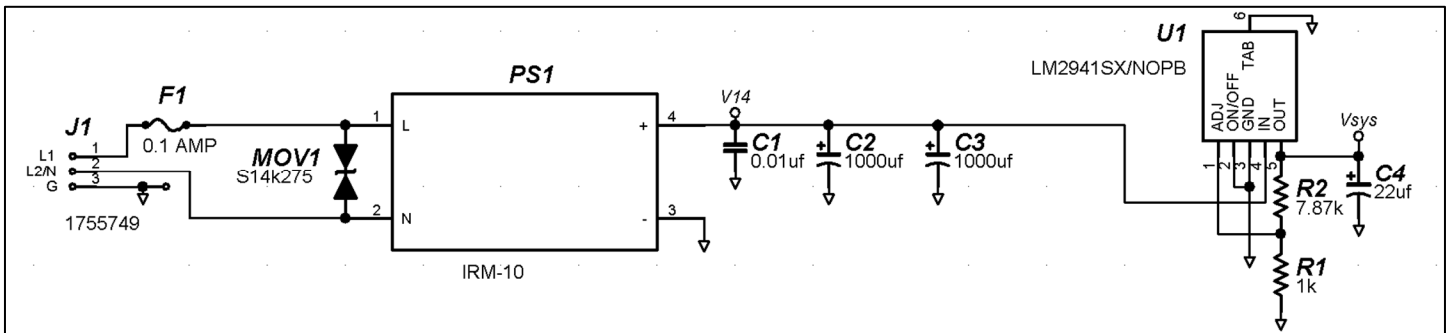 J1
L1
L2/N
G
1
2
3
1755749
F1
0.1 AMP
MOV1
S14k275
PS1
1
L
2
N
+
4
-
3
IRM-10
V14
C1
0.01uf
C2
1000uf
C3
1000uf
U1
LM2941SX/NOPB
6
TAB
ADJ
ON/OFF
GND
IN
OUT
1
2
3
4
5
Vsys
C4
22uf
R2
7.87k
R1
1k